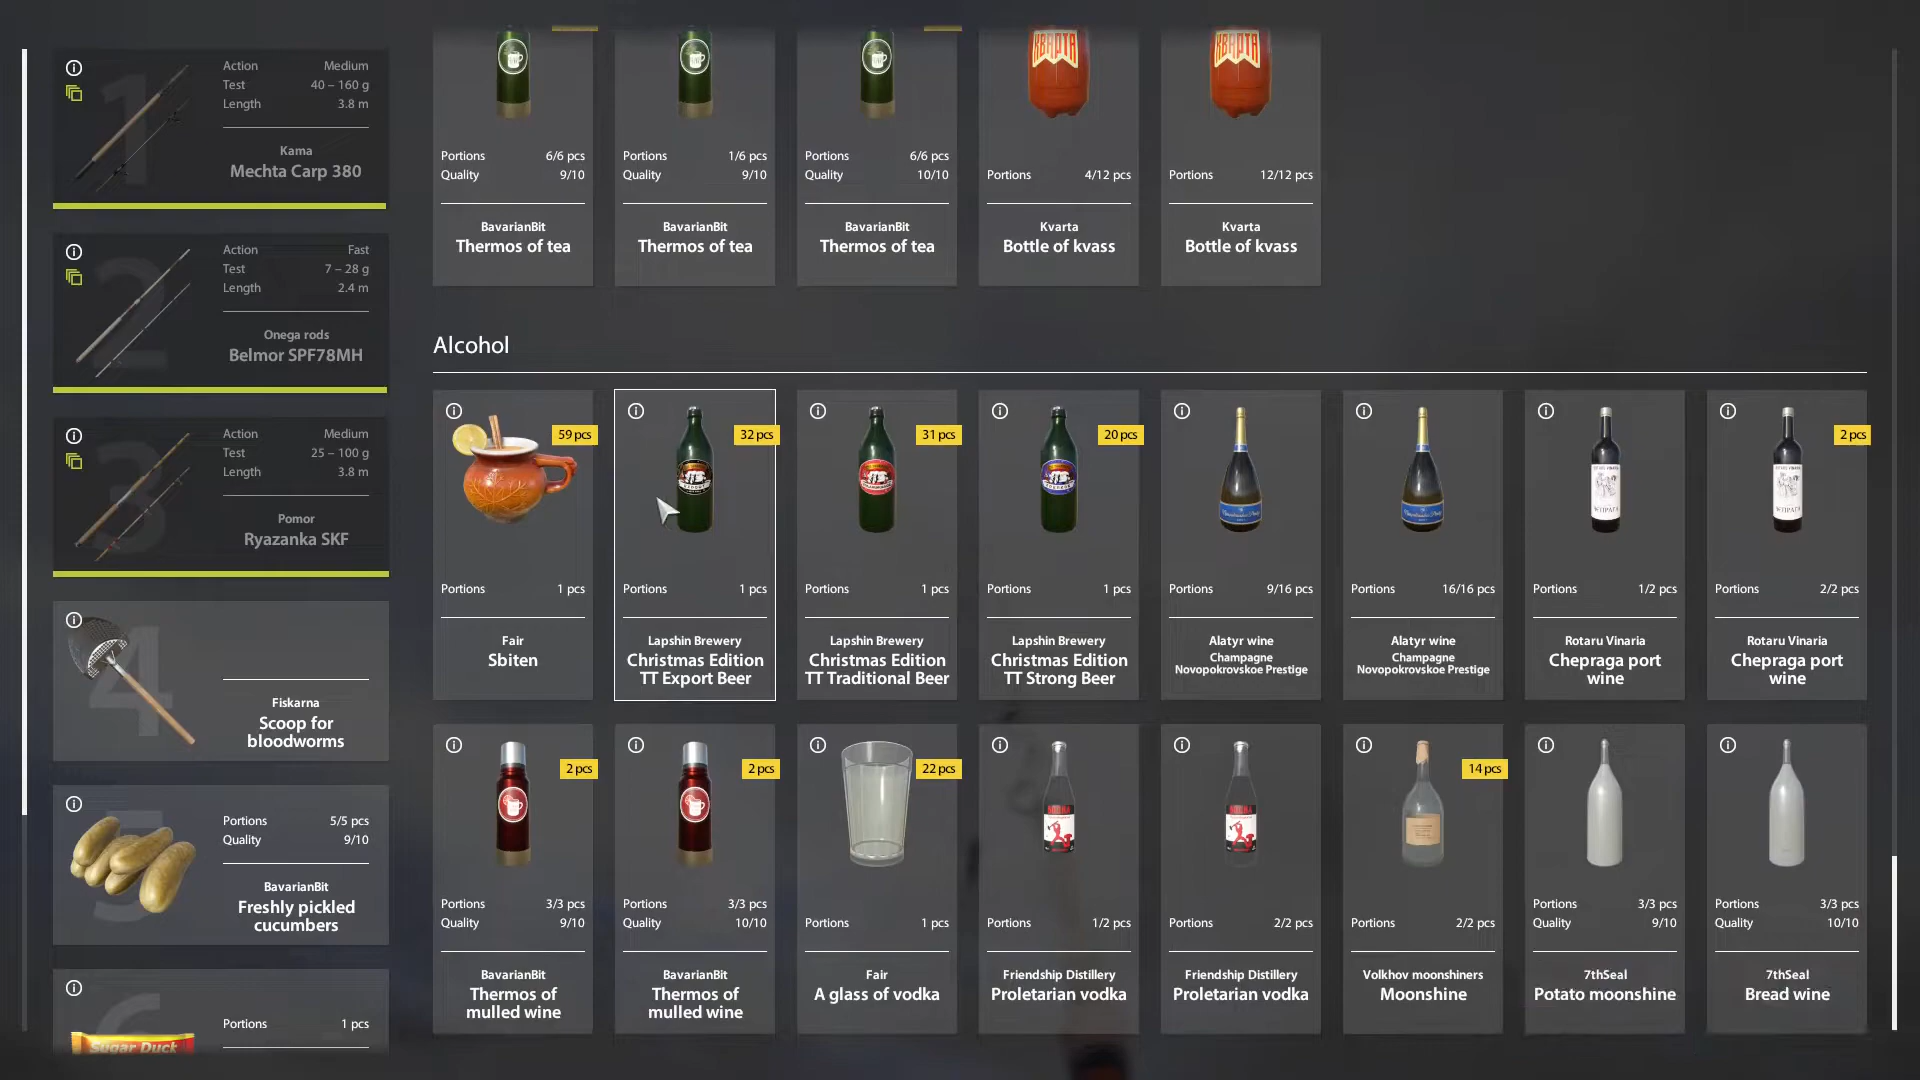 1
Action Medium
Test 40 – 160 g
Length 3.8 m
Kama
Mechta Carp 380
2
Action Fast
Test 7 – 28 g
Length 2.4 m
Onega rods
Belmor SPF78MH
3
Action Medium
Test 25 – 100 g
Length 3.8 m
Pomor
Ryazanka SKF
4
Fiskarna
Scoop for
bloodworms
5
Portions 5/5 pcs
Quality 9/10
BavarianBit
Freshly pickled
cucumbers
6
Portions 1 pcs
Sugar Duck
Portions 6/6 pcs
Quality 9/10
BavarianBit
Thermos of tea
Portions 1/6 pcs
Quality 9/10
BavarianBit
Thermos of tea
Portions 6/6 pcs
Quality 10/10
BavarianBit
Thermos of tea
КВАРТА
Portions 4/12 pcs
Kvarta
Bottle of kvass
КВАРТА
Portions 12/12 pcs
Kvarta
Bottle of kvass
Alcohol
59 pcs
Portions 1 pcs
Fair
Sbiten
32 pcs
Portions 1 pcs
Lapshin Brewery
Christmas Edition
TT Export Beer
31 pcs
Portions 1 pcs
Lapshin Brewery
Christmas Edition
TT Traditional Beer
20 pcs
Portions 1 pcs
Lapshin Brewery
Christmas Edition
TT Strong Beer
Portions 9/16 pcs
Alatyr wine
Champagne
Novopokrovskoe Prestige
Portions 16/16 pcs
Alatyr wine
Champagne
Novopokrovskoe Prestige
Portions 1/2 pcs
Rotaru Vinaria
Chepraga port
wine
2 pcs
Portions 2/2 pcs
Rotaru Vinaria
Chepraga port
wine
2 pcs
Portions 3/3 pcs
Quality 9/10
BavarianBit
Thermos of
mulled wine
2 pcs
Portions 3/3 pcs
Quality 10/10
BavarianBit
Thermos of
mulled wine
22 pcs
Portions 1 pcs
Fair
A glass of vodka
Portions 1/2 pcs
Friendship Distillery
Proletarian vodka
Portions 2/2 pcs
Friendship Distillery
Proletarian vodka
14 pcs
Portions 2/2 pcs
Volkhov moonshiners
Moonshine
Portions 3/3 pcs
Quality 9/10
7thSeal
Potato moonshine
Portions 3/3 pcs
Quality 10/10
7thSeal
Bread wine